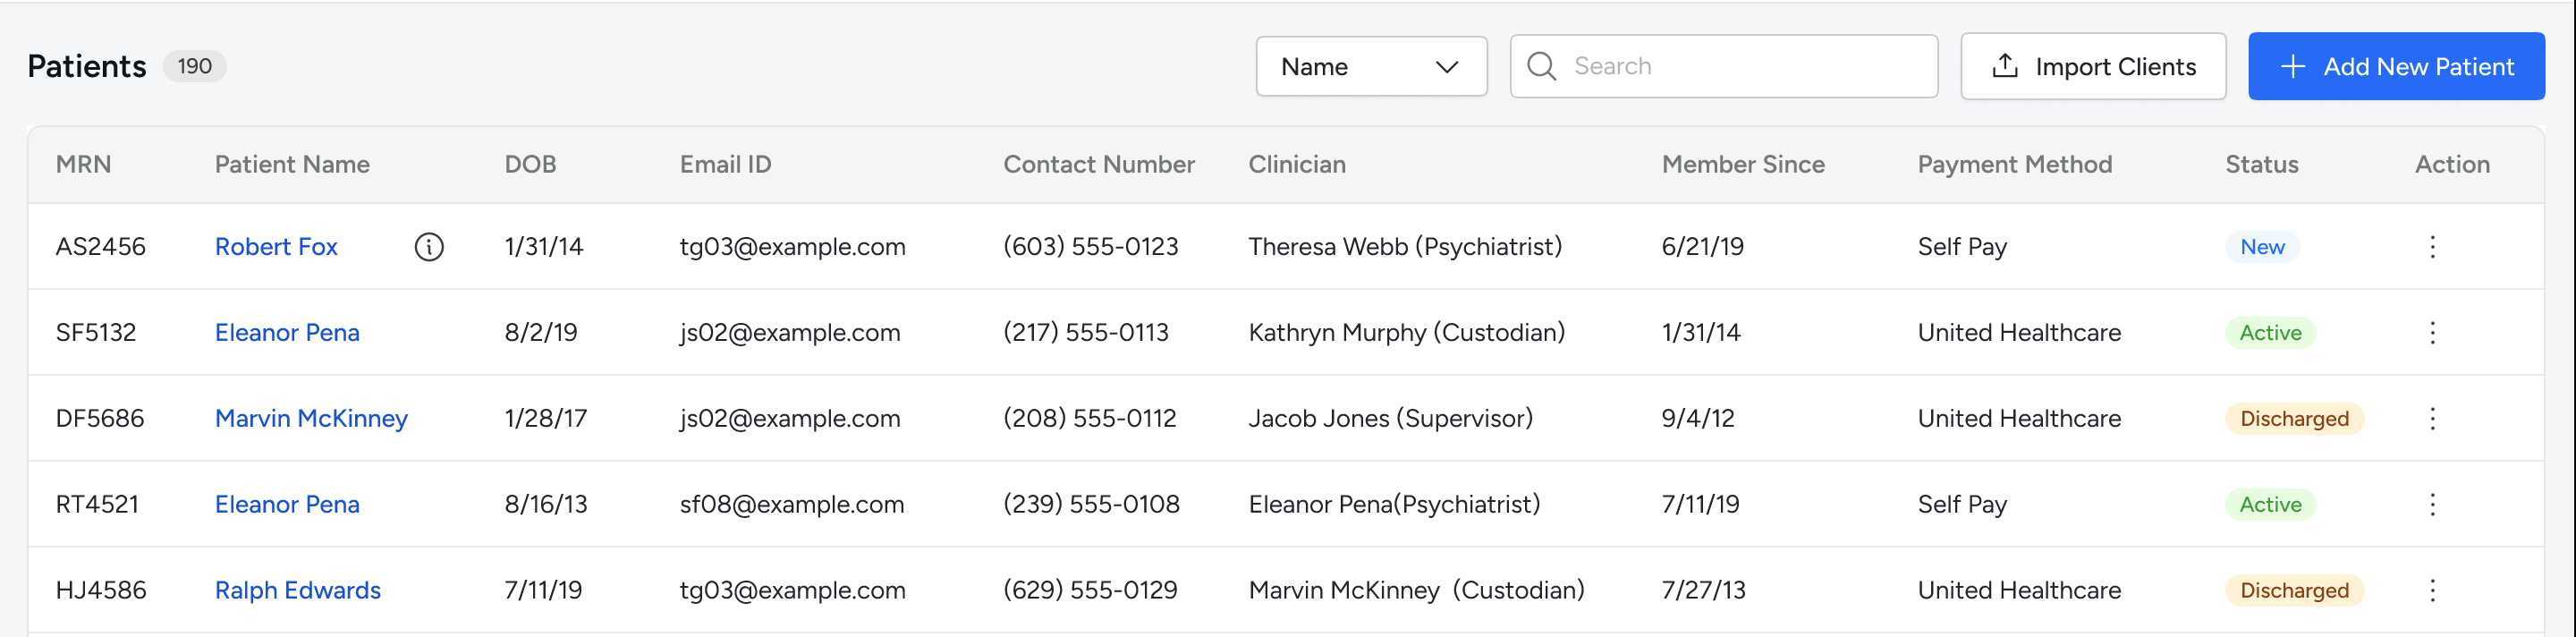 Patients 190 Name Search Import Clients Add New Patient
MRN Patient Name DOB Email ID Contact Number Clinician Member Since Payment Method Status Action
AS2456 Robert Fox 1/31/14 tg03@example.com (603) 555-0123 Theresa Webb (Psychiatrist) 6/21/19 Self Pay New
SF5132 Eleanor Pena 8/2/19 js02@example.com (217) 555-0113 Kathryn Murphy (Custodian) 1/31/14 United Healthcare Active
DF5686 Marvin McKinney 1/28/17 js02@example.com (208) 555-0112 Jacob Jones (Supervisor) 9/4/12 United Healthcare Discharged
RT4521 Eleanor Pena 8/16/13 sf08@example.com (239) 555-0108 Eleanor Pena(Psychiatrist) 7/11/19 Self Pay Active
HJ4586 Ralph Edwards 7/11/19 tg03@example.com (629) 555-0129 Marvin McKinney  (Custodian) 7/27/13 United Healthcare Discharged